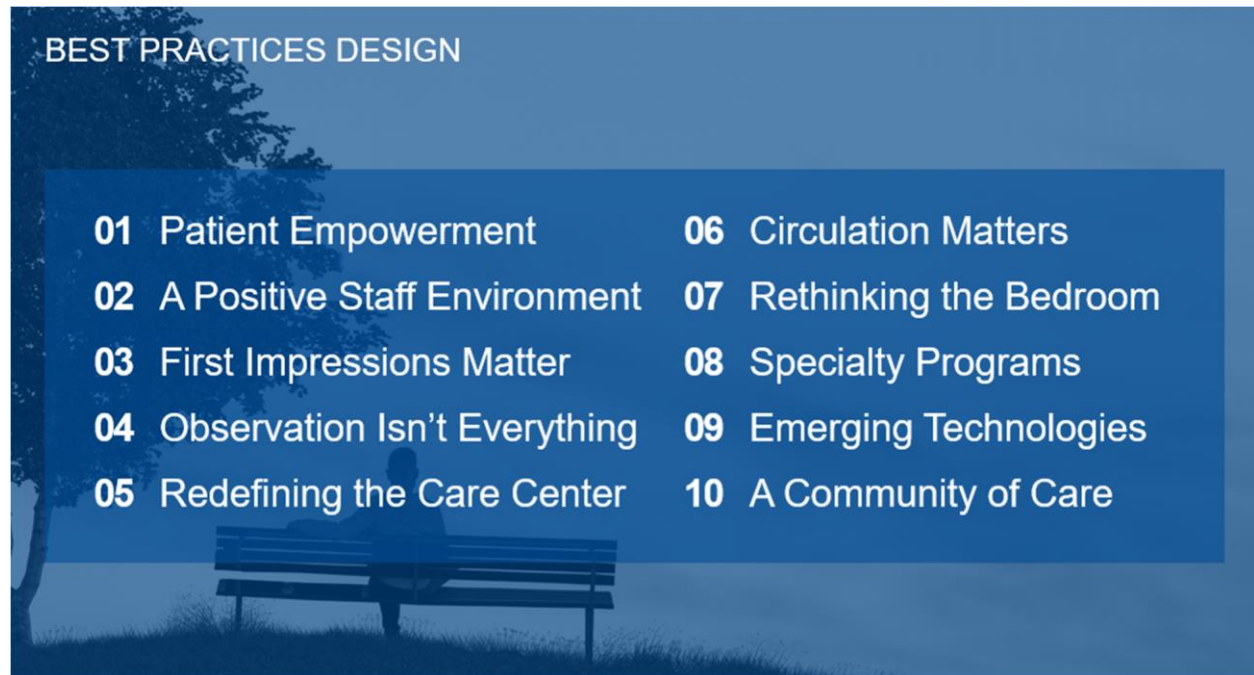 BEST PRACTICES DESIGN
01 Patient Empowerment
02 A Positive Staff Environment
03 First Impressions Matter
04 Observation Isn't Everything
05 Redefining the Care Center
06 Circulation Matters
07 Rethinking the Bedroom
08 Specialty Programs
09 Emerging Technologies
10 A Community of Care